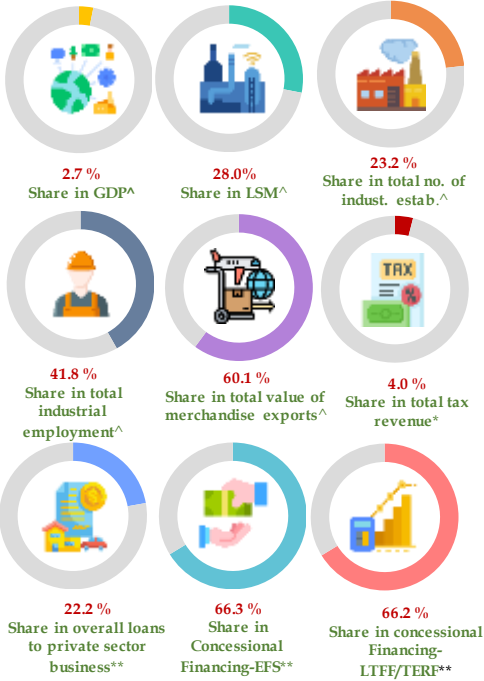 2.7 %
Share in GDP^
28.0%
Share in LSM^
23.2 %
Share in total no. of
indust. estab.^
41.8 %
Share in total
industrial
employment^
60.1 %
Share in total value of
merchandise exports^
TAX
%
4.0 %
Share in total tax
revenue*
22.2 %
Share in overall loans
to private sector
business**
66.3 %
Share in
Concessional
Financing-EFS**
66.2 %
Share in concessional
Financing-
LTFF/TERF**